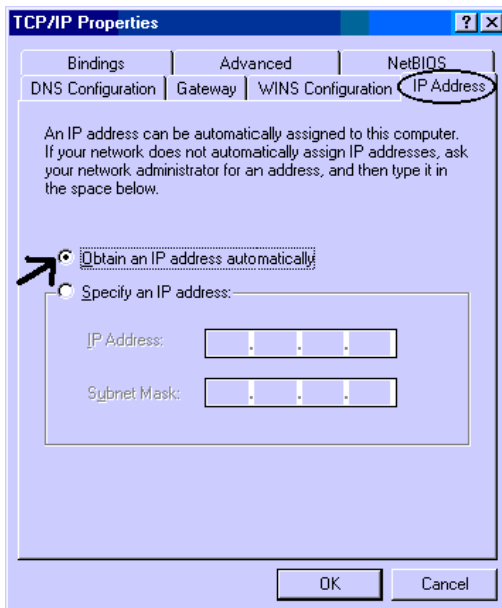 TCP/IP Properties
? X
Bindings Advanced NetBIOS
DNS Configuration Gateway WINS Configuration IP Address
An IP address can be automatically assigned to this computer.
If your network does not automatically assign IP addresses, ask
your network administrator for an address, and then type it in
the space below.
Obtain an IP address automatically
Specify an IP address:
IP Address:
. . .
Subnet Mask:
. . .
OK Cancel